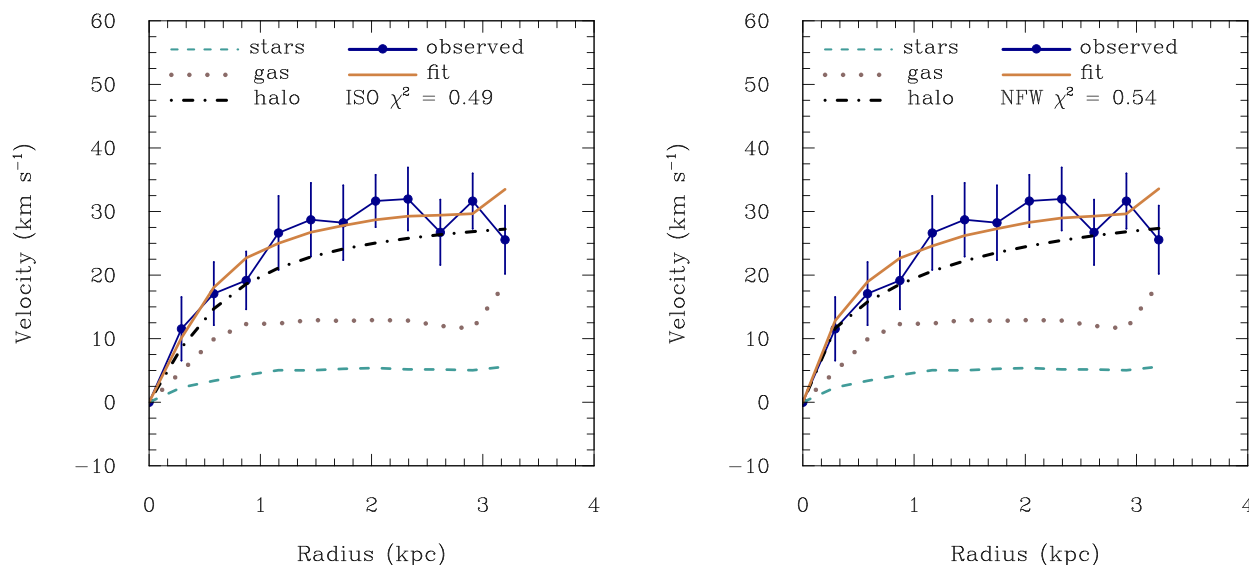 60
50
40
30
20
10
0
−10
0 1 2 3 4
Velocity (km s⁻¹)
Radius (kpc)
stars observed
gas fit
halo ISO χ² = 0.49
60
50
40
30
20
10
0
−10
0 1 2 3 4
Velocity (km s⁻¹)
Radius (kpc)
stars observed
gas fit
halo NFW χ² = 0.54